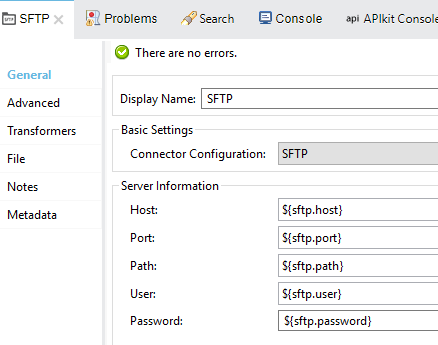 SFTP Problems Search Console api APIkit Console
There are no errors.
General
Advanced
Transformers
File
Notes
Metadata
Display Name: SFTP
Basic Settings
Connector Configuration: SFTP
Server Information
Host: ${sftp.host}
Port: ${sftp.port}
Path: ${sftp.path}
User: ${sftp.user}
Password: ${sftp.password}